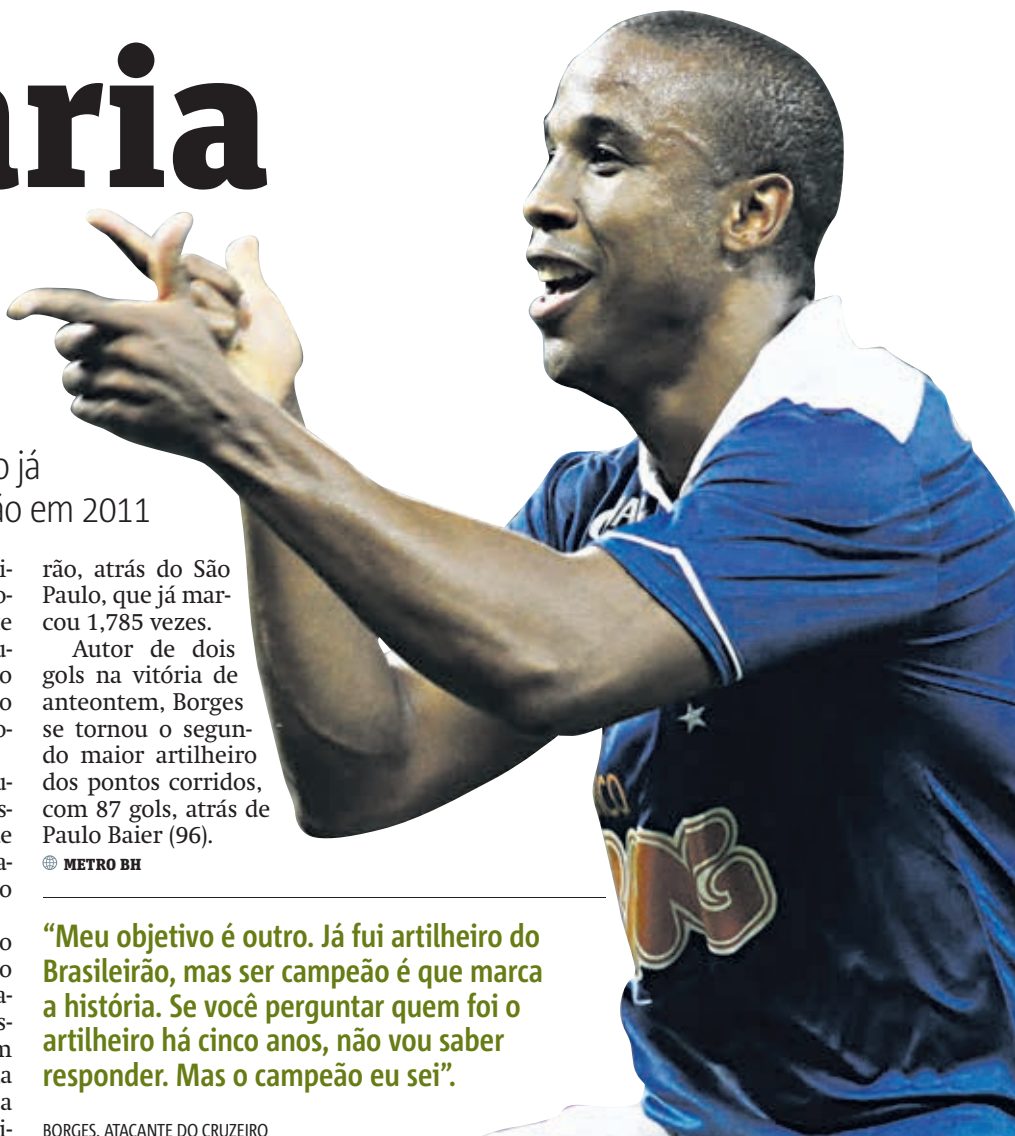 aria
o já
ão em 2011
rão, atrás do São
Paulo, que já mar-
cou 1,785 vezes.
Autor de dois
gols na vitória de
anteontem, Borges
se tornou o segun-
do maior artilheiro
dos pontos corridos,
com 87 gols, atrás de
Paulo Baier (96).
METRO BH
“Meu objetivo é outro. Já fui artilheiro do
Brasileirão, mas ser campeão é que marca
a história. Se você perguntar quem foi o
artilheiro há cinco anos, não vou saber
responder. Mas o campeão eu sei”.
BORGES, ATACANTE DO CRUZEIRO